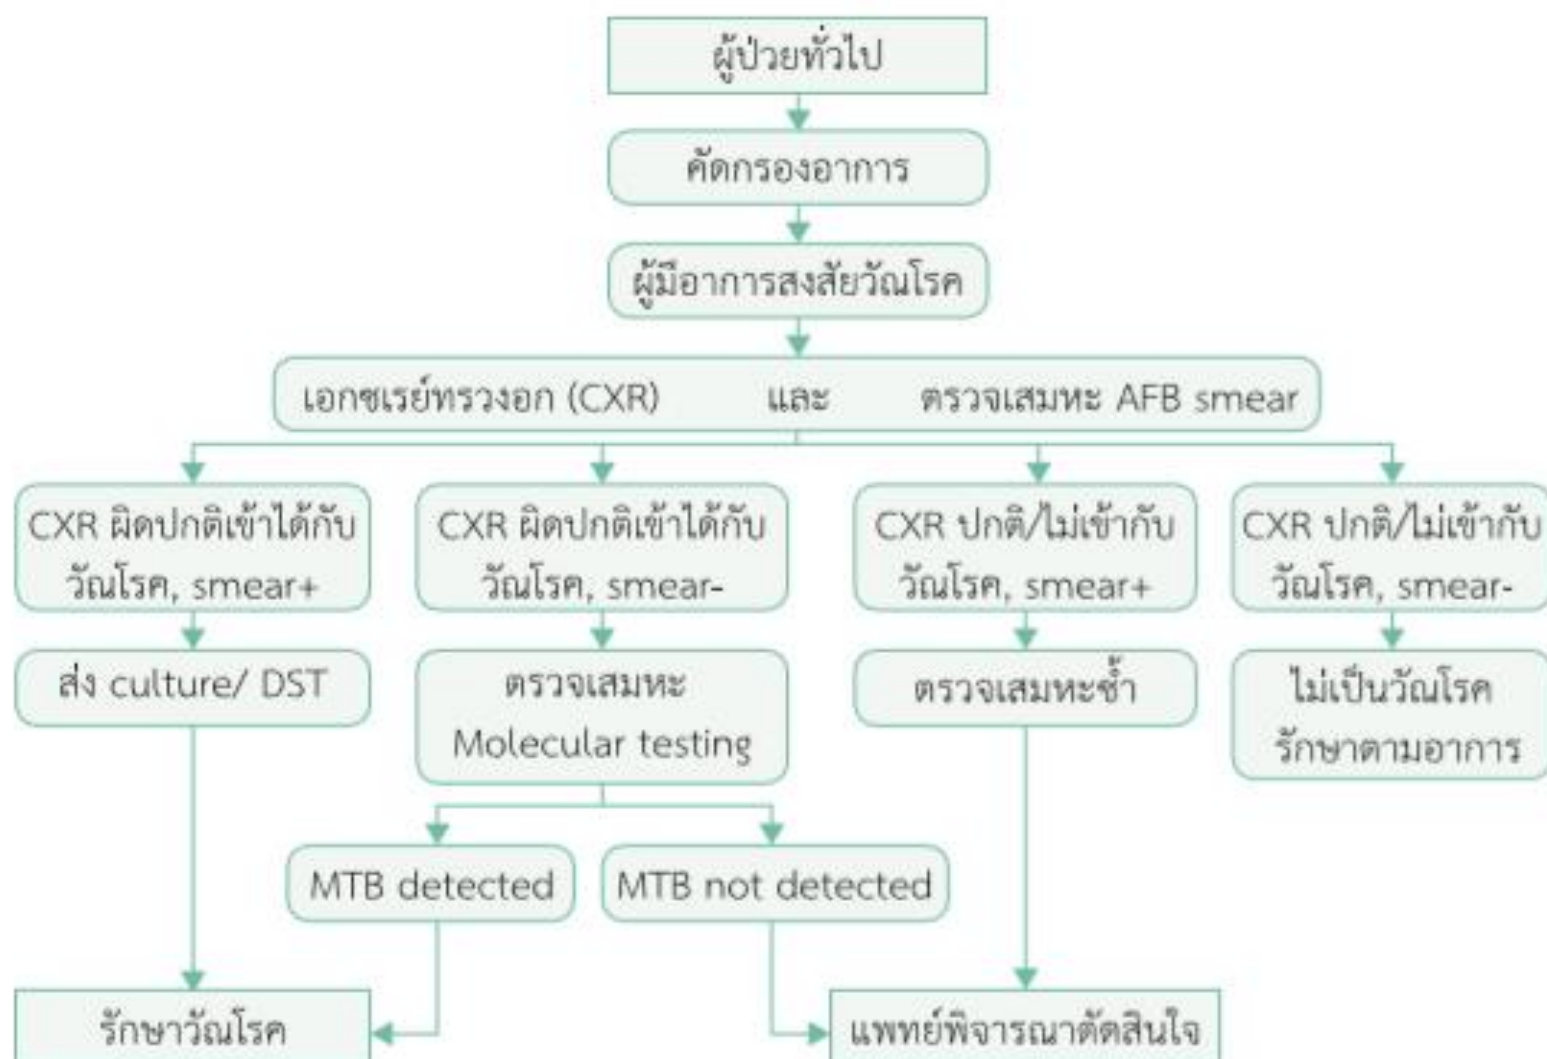 ผู้ป่วยทั่วไป
คัดกรองอาการ
ผู้มีอาการสงสัยวัณโรค
เอกซเรย์ทรวงอก (CXR) และ ตรวจเสมหะ AFB smear
CXR ผิดปกติเข้าได้กับ
วัณโรค, smear+
CXR ผิดปกติเข้าได้กับ
วัณโรค, smear-
CXR ปกติ/ไม่เข้ากับ
วัณโรค, smear+
CXR ปกติ/ไม่เข้ากับ
วัณโรค, smear-
ส่ง culture/ DST
ตรวจเสมหะ
Molecular testing
ตรวจเสมหะซ้ำ
ไม่เป็นวัณโรค
รักษาตามอาการ
MTB detected
MTB not detected
รักษาวัณโรค
แพทย์พิจารณาตัดสินใจ